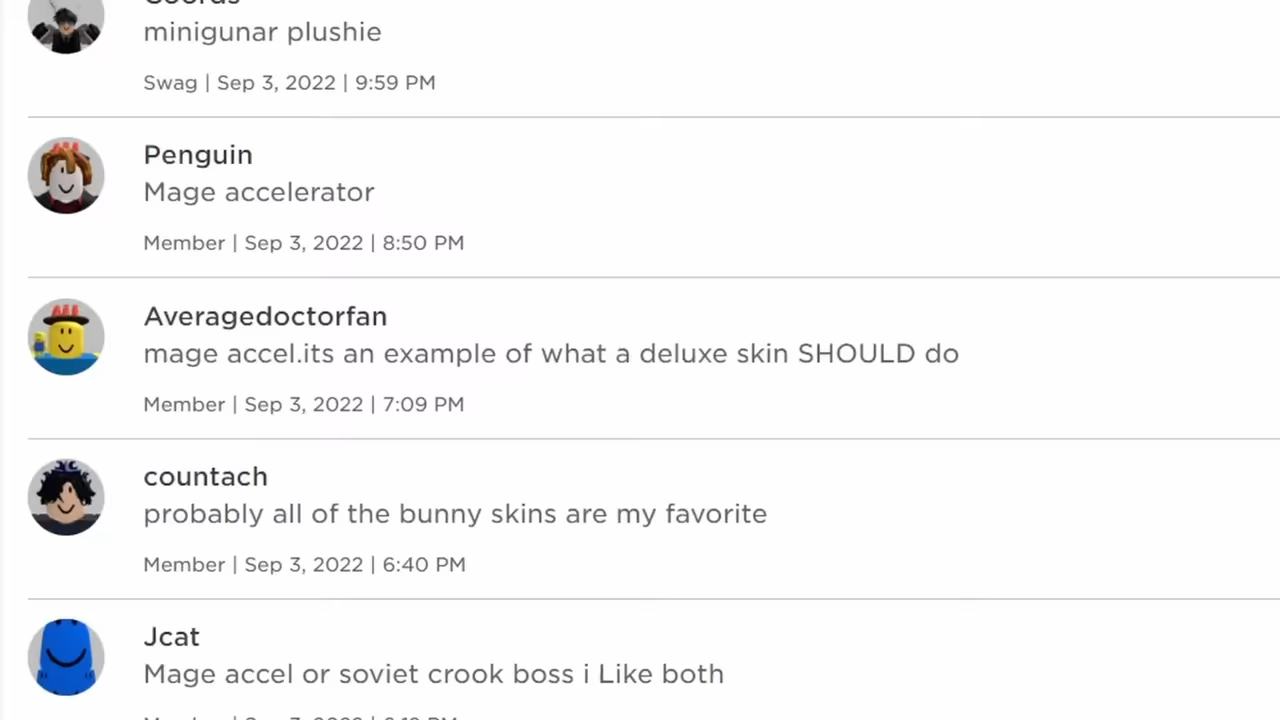 Coords
minigunar plushie
Swag | Sep 3, 2022 | 9:59 PM
Penguin
Mage accelerator
Member | Sep 3, 2022 | 8:50 PM
Averagedoctorfan
mage accel.its an example of what a deluxe skin SHOULD do
Member | Sep 3, 2022 | 7:09 PM
countach
probably all of the bunny skins are my favorite
Member | Sep 3, 2022 | 6:40 PM
Jcat
Mage accel or soviet crook boss i Like both